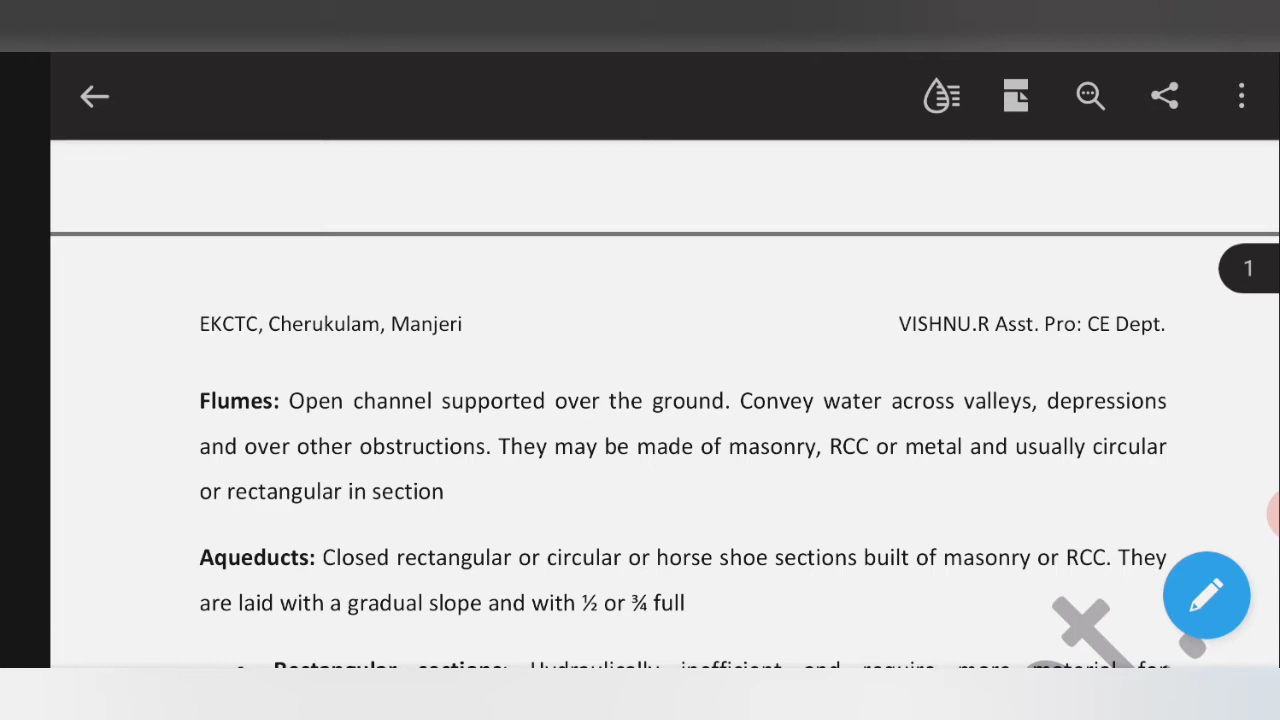 1
EKCTC, Cherukulam, Manjeri VISHNU.R Asst. Pro: CE Dept.
Flumes: Open channel supported over the ground. Convey water across valleys, depressions
and over other obstructions. They may be made of masonry, RCC or metal and usually circular
or rectangular in section
Aqueducts: Closed rectangular or circular or horse shoe sections built of masonry or RCC. They
are laid with a gradual slope and with ½ or ¾ full
• Rectangular sections: Hydraulically inefficient and require more material for